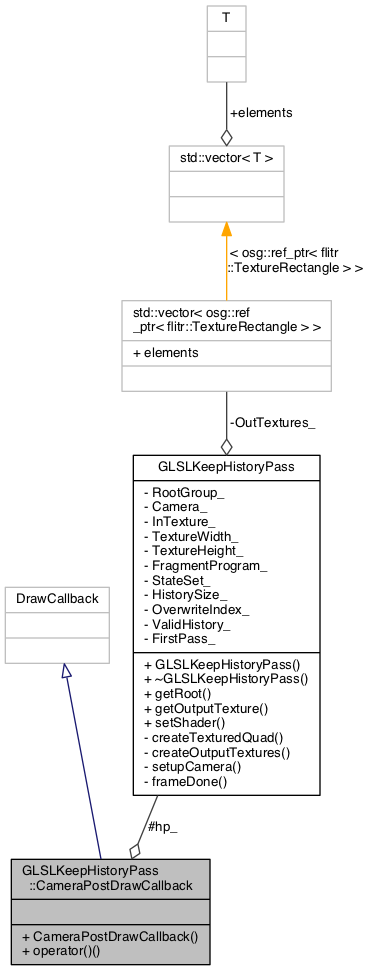 T
+elements
std::vector< T >
< osg::ref_ptr< flitr
::TextureRectangle > >
std::vector< osg::ref
_ptr< flitr::TextureRectangle > >
+ elements
-OutTextures_
GLSLKeepHistoryPass
- RootGroup_
- Camera_
- InTexture_
- TextureWidth_
- TextureHeight_
- FragmentProgram_
- StateSet_
- HistorySize_
- OverwriteIndex_
- ValidHistory_
- FirstPass_
+ GLSLKeepHistoryPass()
+ ~GLSLKeepHistoryPass()
+ getRoot()
+ getOutputTexture()
+ setShader()
- createTexturedQuad()
- createOutputTextures()
- setupCamera()
- frameDone()
DrawCallback
#hp_
GLSLKeepHistoryPass
::CameraPostDrawCallback
+ CameraPostDrawCallback()
+ operator()()